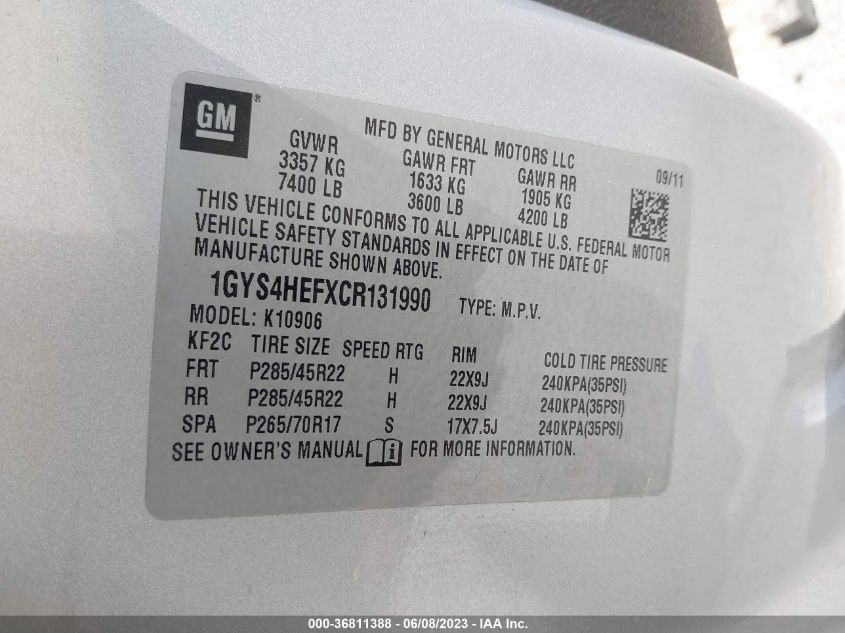 GM®
MFD BY GENERAL MOTORS LLC
09/11
GVWR GAWR FRT GAWR RR
3357 KG 1633 KG 1905 KG
7400 LB 3600 LB 4200 LB
THIS VEHICLE CONFORMS TO ALL APPLICABLE U.S. FEDERAL MOTOR
VEHICLE SAFETY STANDARDS IN EFFECT ON THE DATE OF
MANUFACTURE SHOWN ABOVE.
1GYS4HEFXCR131990 TYPE: M.P.V.
MODEL: K10906
KF2C TIRE SIZE SPEED RTG RIM COLD TIRE PRESSURE
FRT P285/45R22 H 22X9J 240KPA(35PSI)
RR P285/45R22 H 22X9J 240KPA(35PSI)
SPA P265/70R17 S 17X7.5J 240KPA(35PSI)
SEE OWNER'S MANUAL FOR MORE INFORMATION.
000-36811388 - 06/08/2023 - IAA Inc.